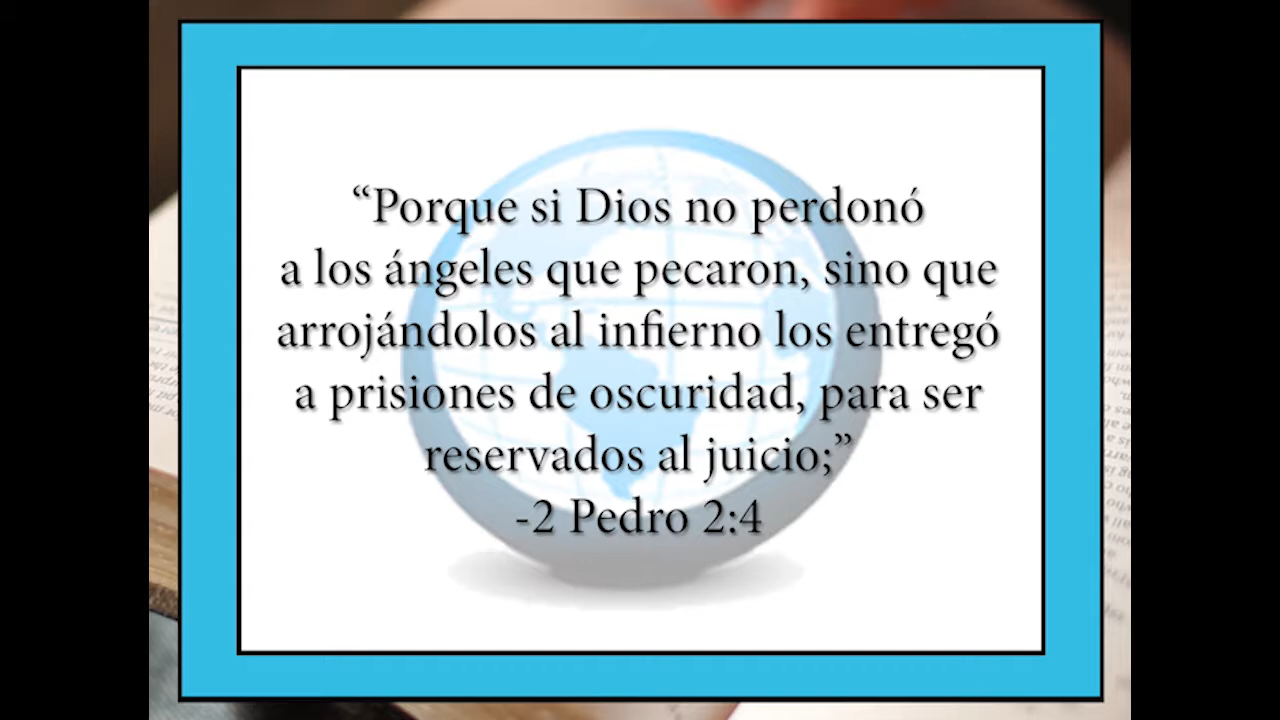 “Porque si Dios no perdonó
a los ángeles que pecaron, sino que
arrojándolos al infierno los entregó
a prisiones de oscuridad, para ser
reservados al juicio;”
-2 Pedro 2:4